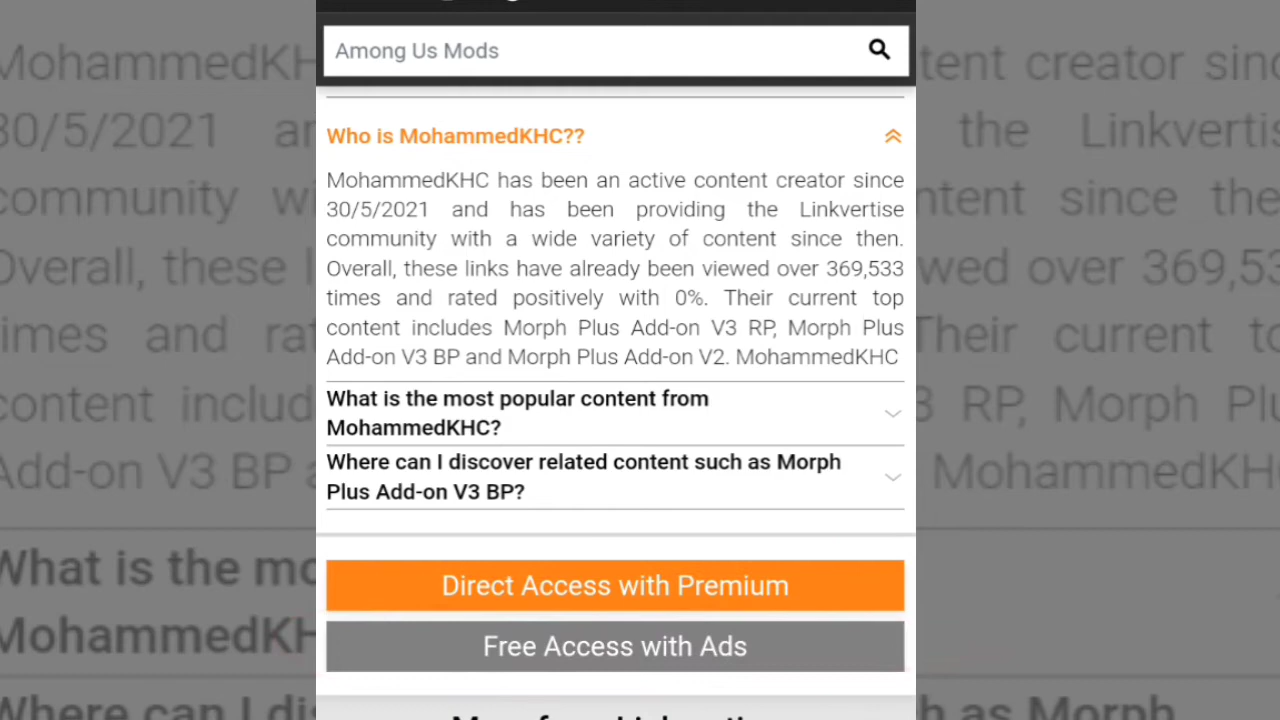 Among Us Mods
Who is MohammedKHC??
MohammedKHC has been an active content creator since
30/5/2021 and has been providing the Linkvertise
community with a wide variety of content since then.
Overall, these links have already been viewed over 369,533
times and rated positively with 0%. Their current top
content includes Morph Plus Add-on V3 RP, Morph Plus
Add-on V3 BP and Morph Plus Add-on V2. MohammedKHC
What is the most popular content from
MohammedKHC?
Where can I discover related content such as Morph
Plus Add-on V3 BP?
Direct Access with Premium
Free Access with Ads